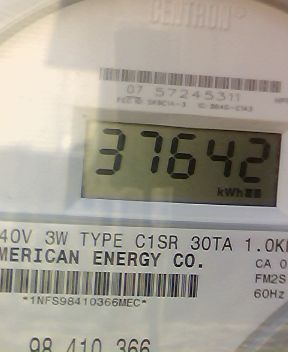 CENTRON®
07 57245311
37642
kWh
40V 3W TYPE C1SR 30TA 1.0K
MERICAN ENERGY CO.
CA 0
FM2S
60Hz
*1NFS98410366MEC*
98 410 366